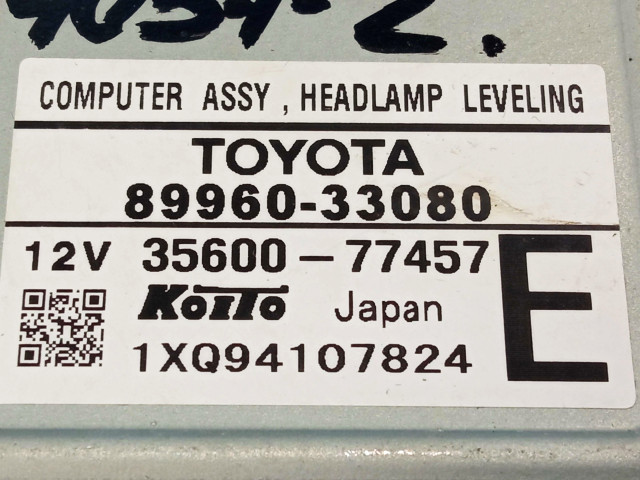 COMPUTER ASSY , HEADLAMP LEVELING
TOYOTA
89960-33080
12V 35600-77457 E
KOITO Japan
1XQ94107824